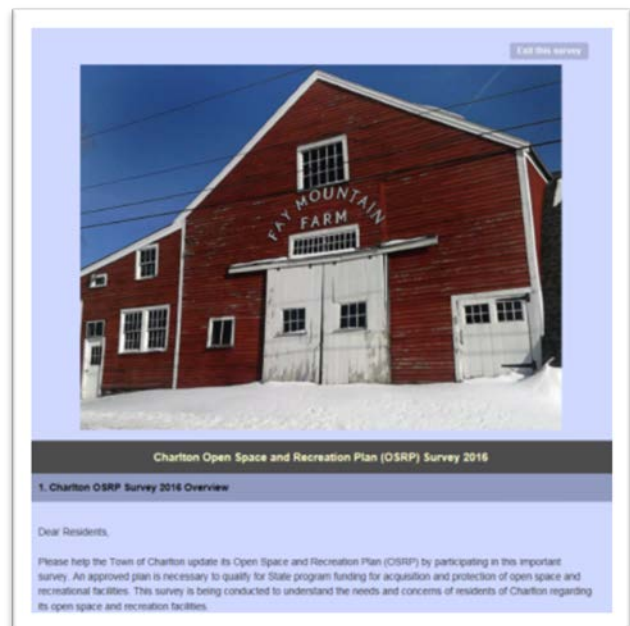 Exit this survey
FAY MOUNTAIN
FARM
Charlton Open Space and Recreation Plan (OSRP) Survey 2016
1. Charlton OSRP Survey 2016 Overview
Dear Residents,
Please help the Town of Charlton update its Open Space and Recreation Plan (OSRP) by participating in this important
survey. An approved plan is necessary to qualify for State program funding for acquisition and protection of open space and
recreational facilities. This survey is being conducted to understand the needs and concerns of residents of Charlton regarding
its open space and recreation facilities.